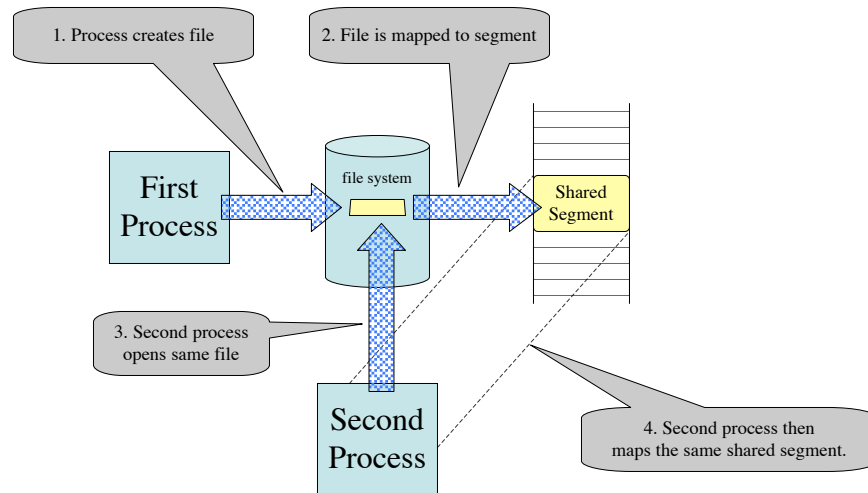 1. Process creates file
2. File is mapped to segment
First
Process
file system
Shared
Segment
3. Second process
opens same file
Second
Process
4. Second process then
maps the same shared segment.